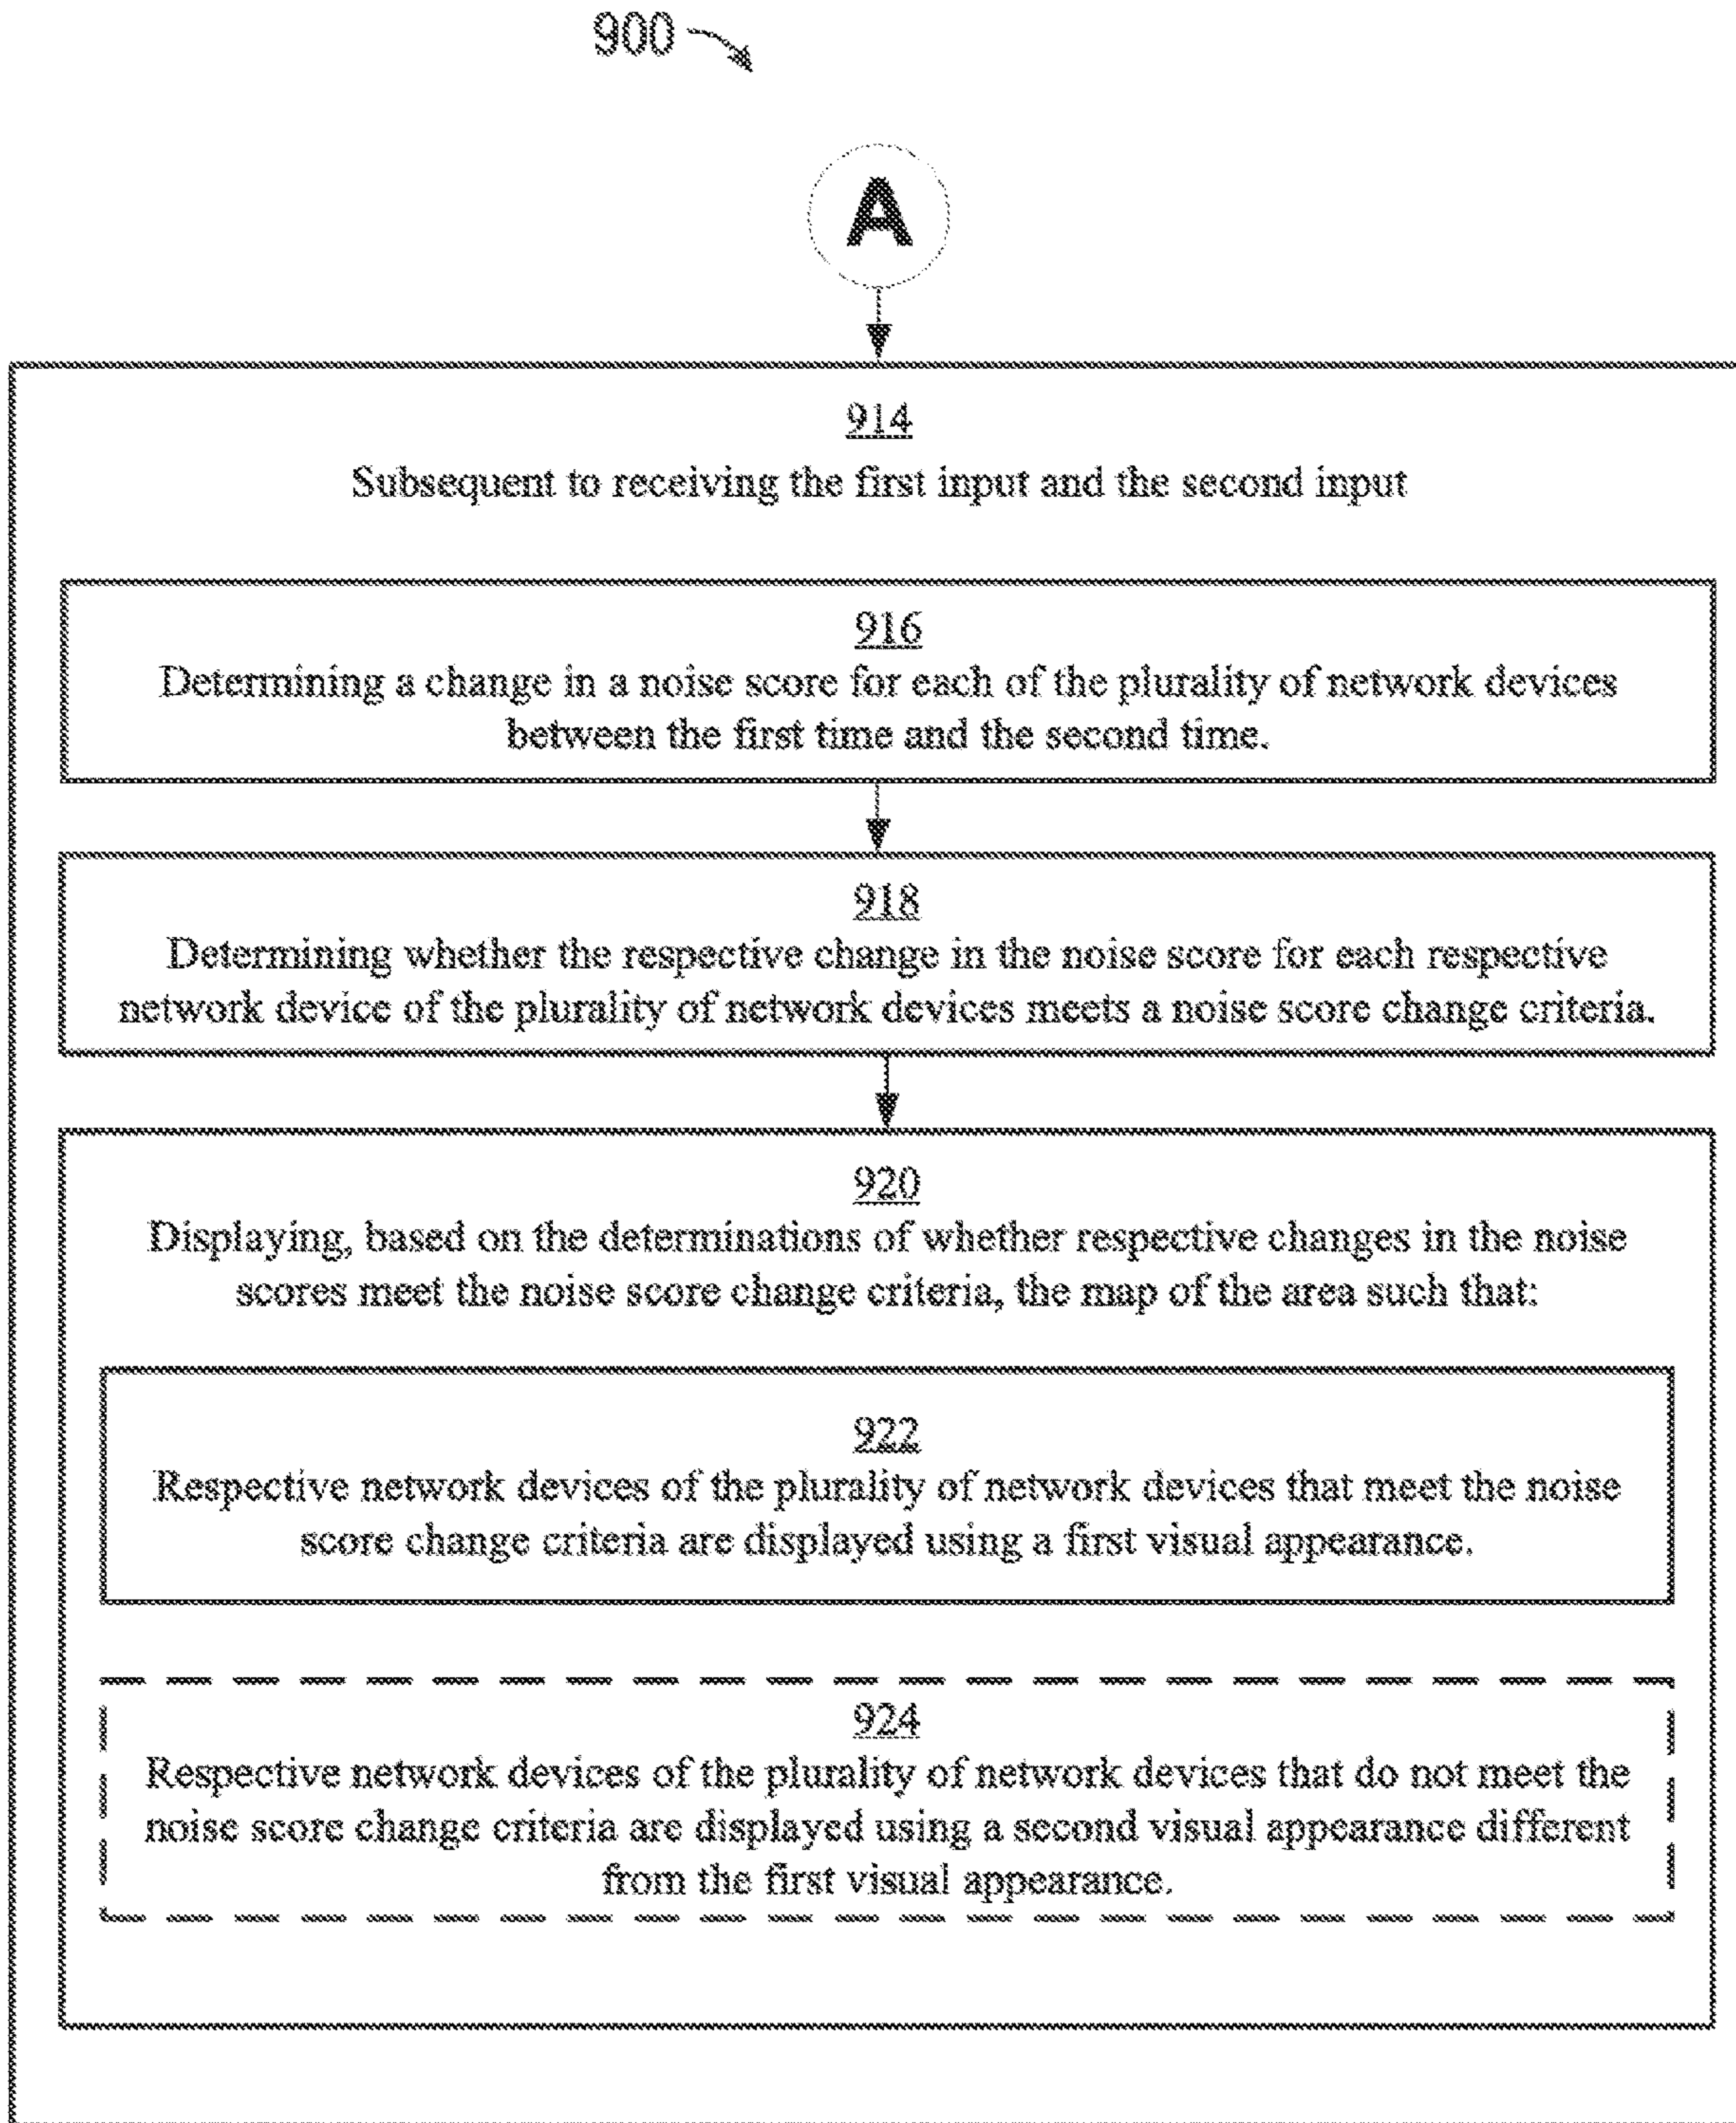 900
A
914
Subsequent to receiving the first input and the second input
916
Determining a change in a noise score for each of the plurality of network devices
between the first time and the second time.
918
Determining whether the respective change in the noise score for each respective
network device of the plurality of network devices meets a noise score change criteria.
920
Displaying, based on the determinations of whether respective changes in the noise
scores meet the noise score change criteria, the map of the area such that:
922
Respective network devices of the plurality of network devices that meet the noise
score change criteria are displayed using a first visual appearance.
924
Respective network devices of the plurality of network devices that do not meet the
noise score change criteria are displayed using a second visual appearance different
from the first visual appearance.